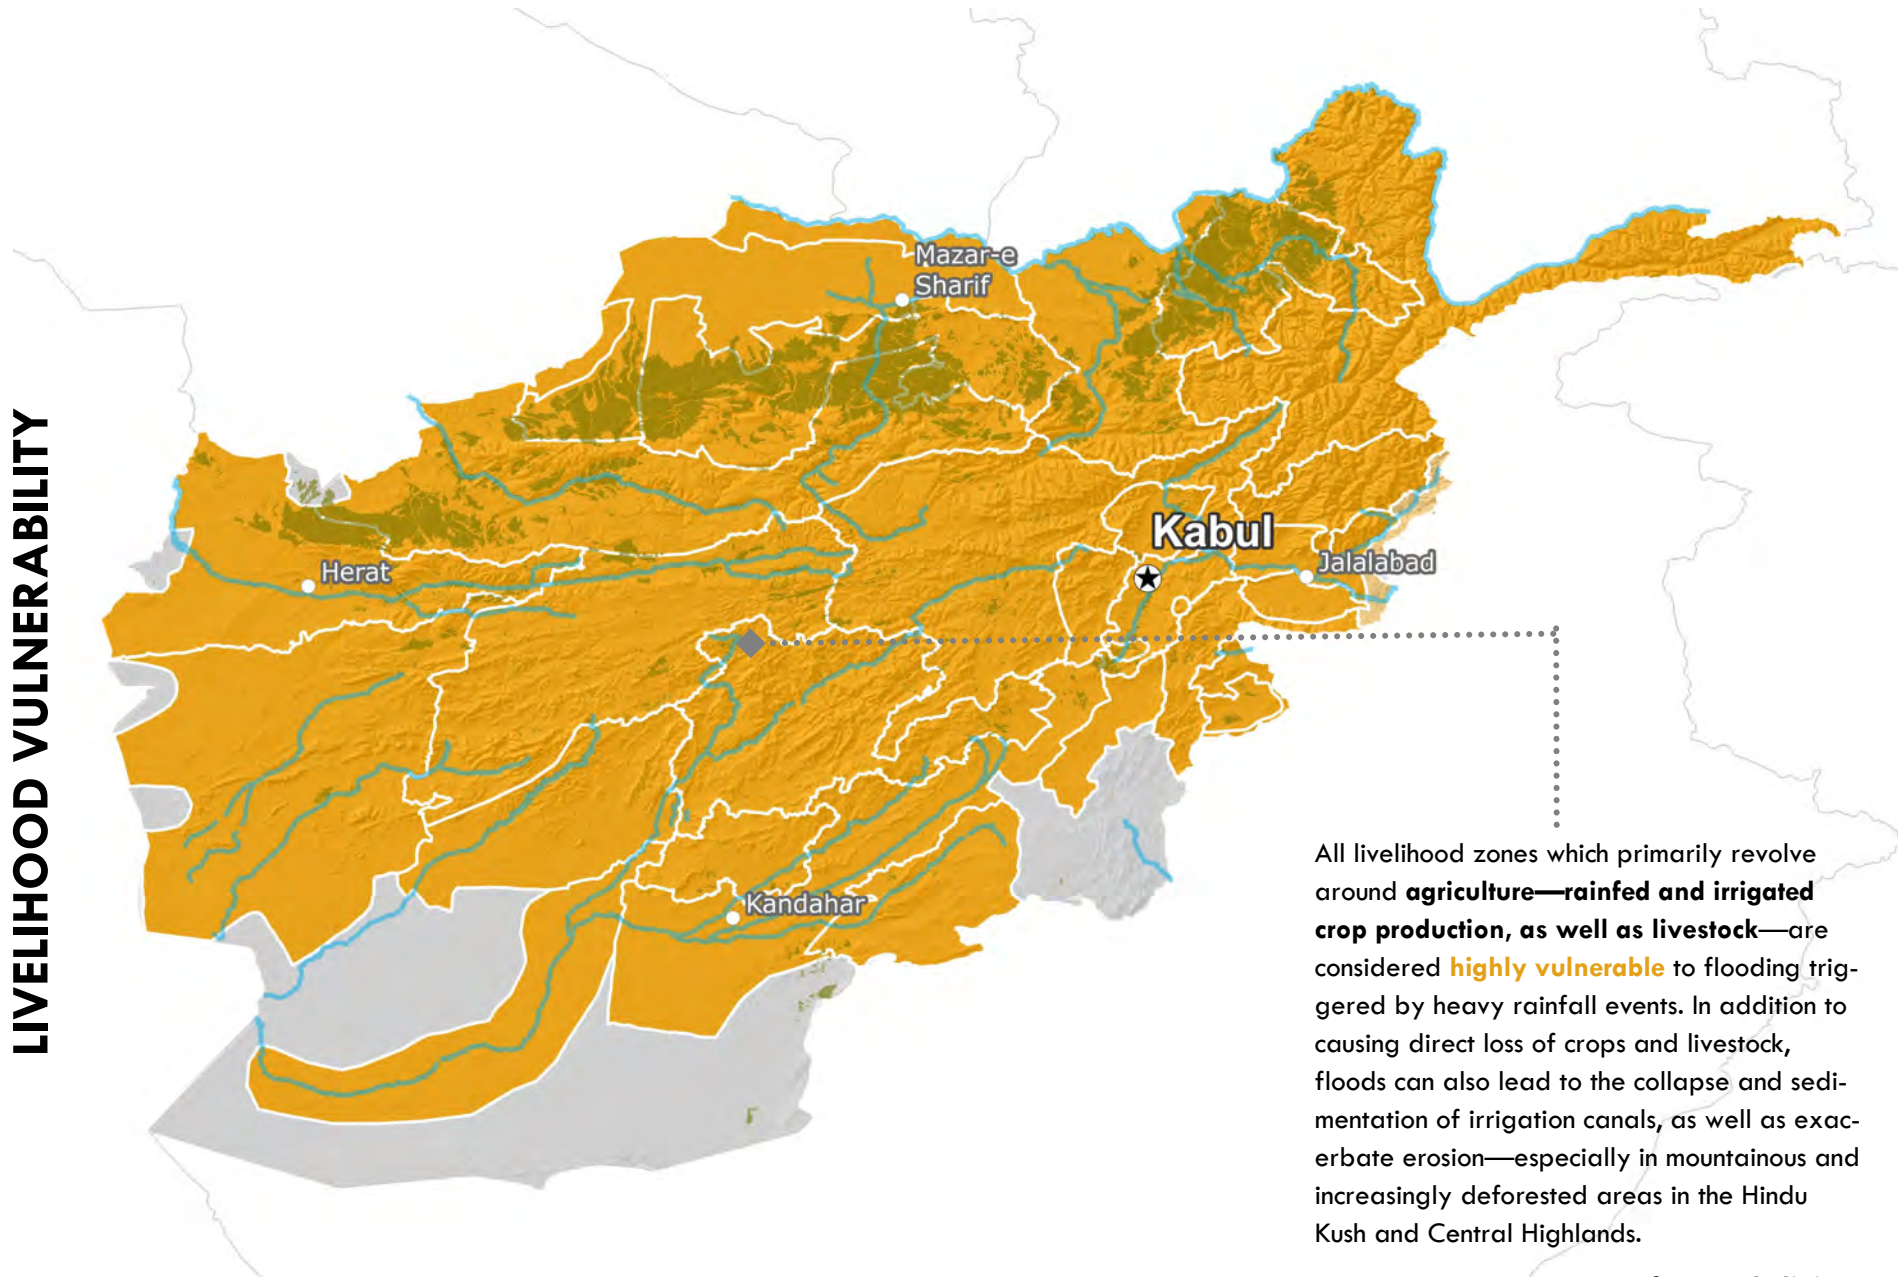 LIVELIHOOD VULNERABILITY
Mazar-e
Sharif
Kabul
Jalalabad
Herat
Kandahar
All livelihood zones which primarily revolve
around agriculture—rainfed and irrigated
crop production, as well as livestock—are
considered highly vulnerable to flooding trig-
gered by heavy rainfall events. In addition to
causing direct loss of crops and livestock,
floods can also lead to the collapse and sedi-
mentation of irrigation canals, as well as exac-
erbate erosion—especially in mountainous and
increasingly deforested areas in the Hindu
Kush and Central Highlands.